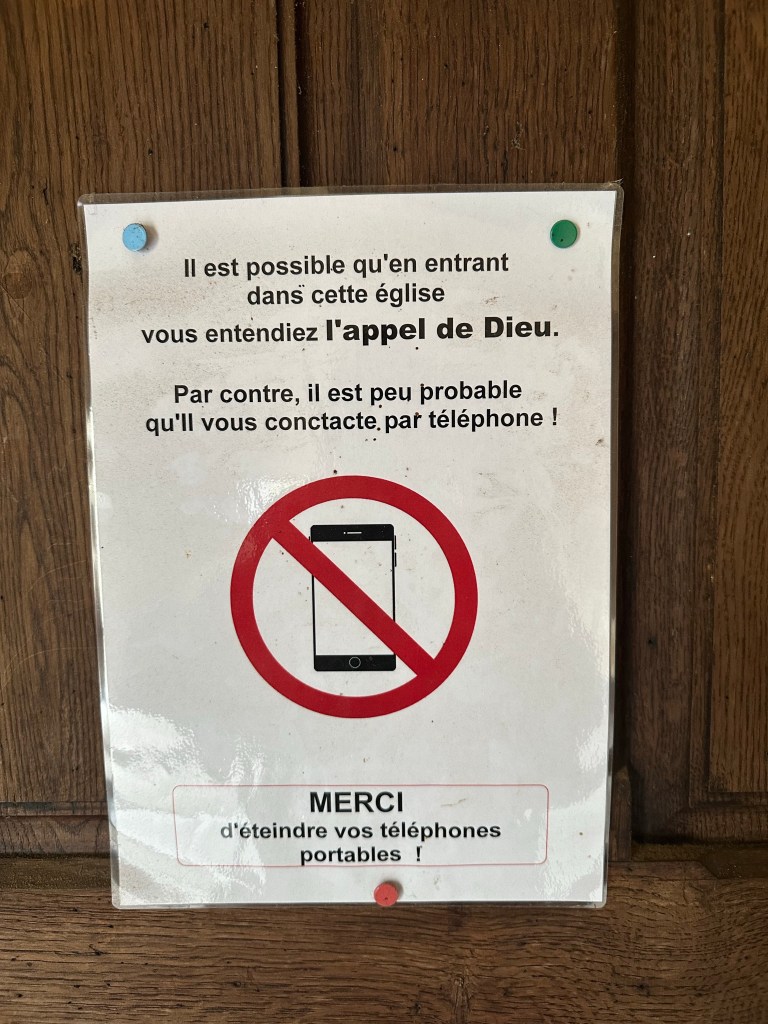 Il est possible qu'en entrant
dans cette église
vous entendiez l'appel de Dieu.
Par contre, il est peu probable
qu'Il vous conctacte par téléphone !
MERCI
d'éteindre vos téléphones
portables !